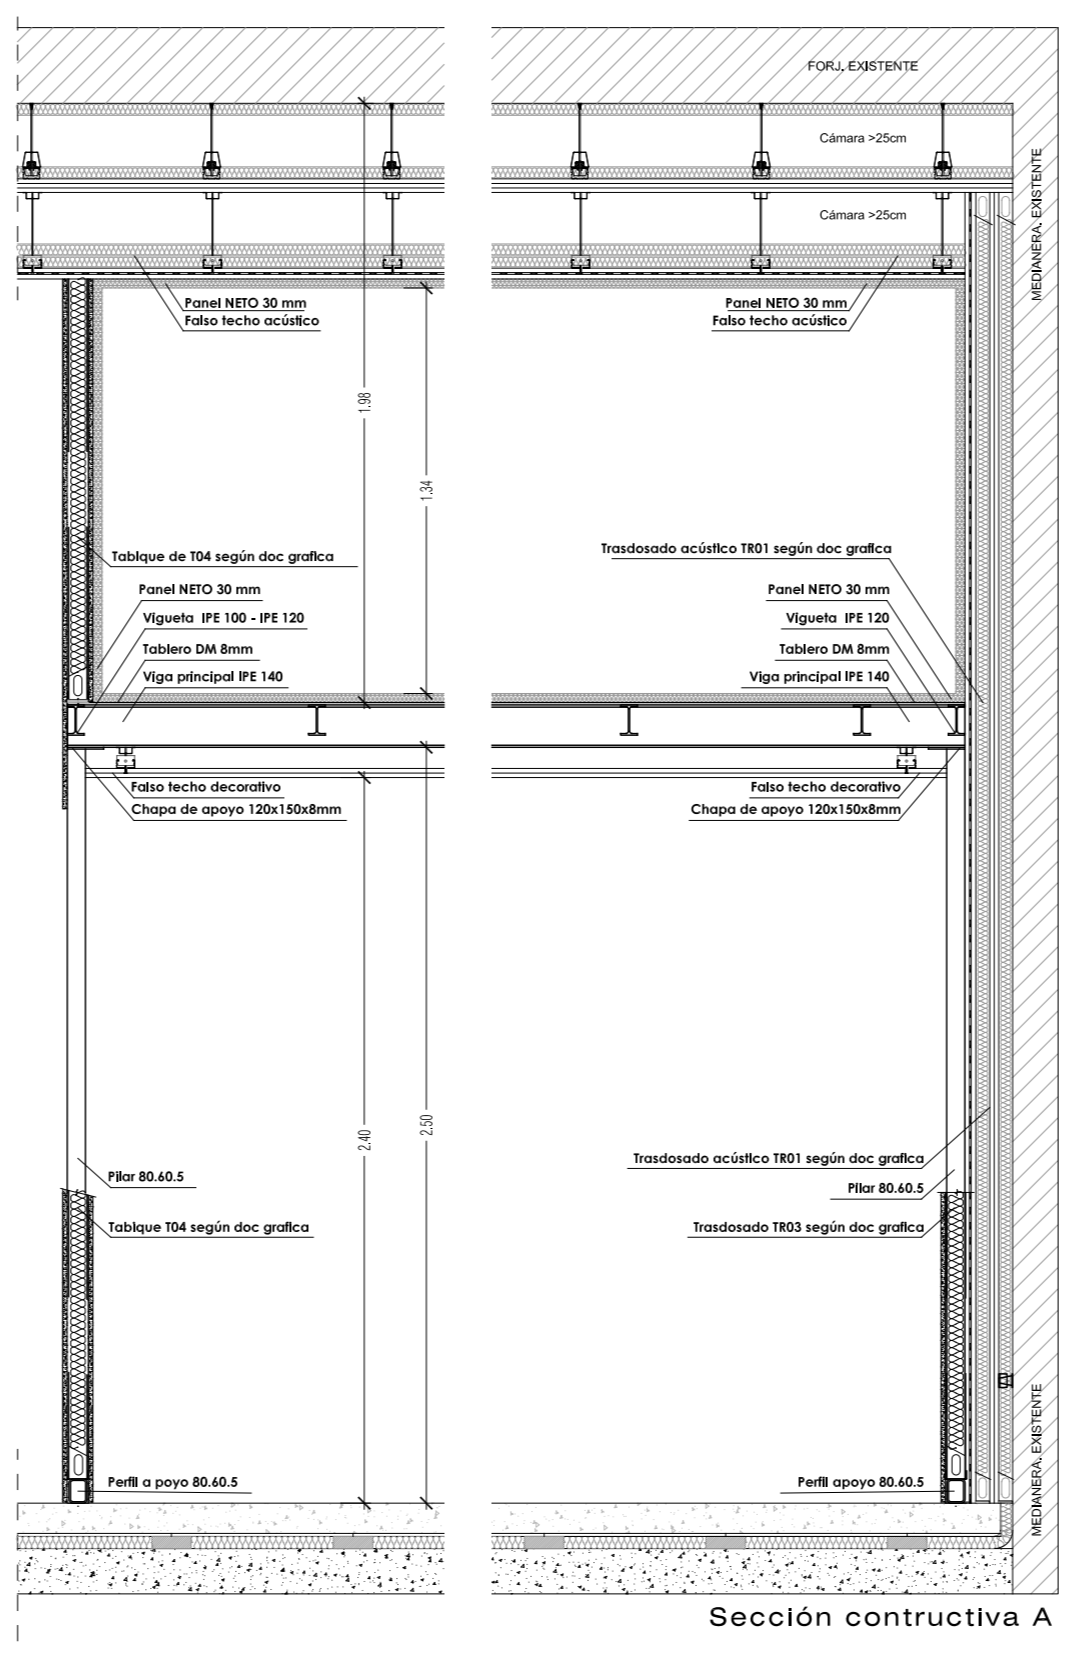 FORJ. EXISTENTE
Cámara >25cm
MEDIANERA. EXISTENTE
Cámara >25cm
Panel NETO 30 mm
Falso techo acústico
Panel NETO 30 mm
Falso techo acústico
1.98
1.34
Tabique de T04 según doc grafica
Trasdosado acústico TR01 según doc grafica
Panel NETO 30 mm
Vigueta IPE 100 - IPE 120
Tablero DM 8mm
Viga principal IPE 140
Panel NETO 30 mm
Vigueta IPE 120
Tablero DM 8mm
Viga principal IPE 140
Falso techo decorativo
Chapa de apoyo 120x150x8mm
Falso techo decorativo
Chapa de apoyo 120x150x8mm
2.40
2.50
Pilar 80.60.5
Tabique T04 según doc grafica
Trasdosado acústico TR01 según doc grafica
Pilar 80.60.5
Trasdosado TR03 según doc grafica
MEDIANERA. EXISTENTE
Perfil a poyo 80.60.5
Perfil apoyo 80.60.5
Sección contructiva A